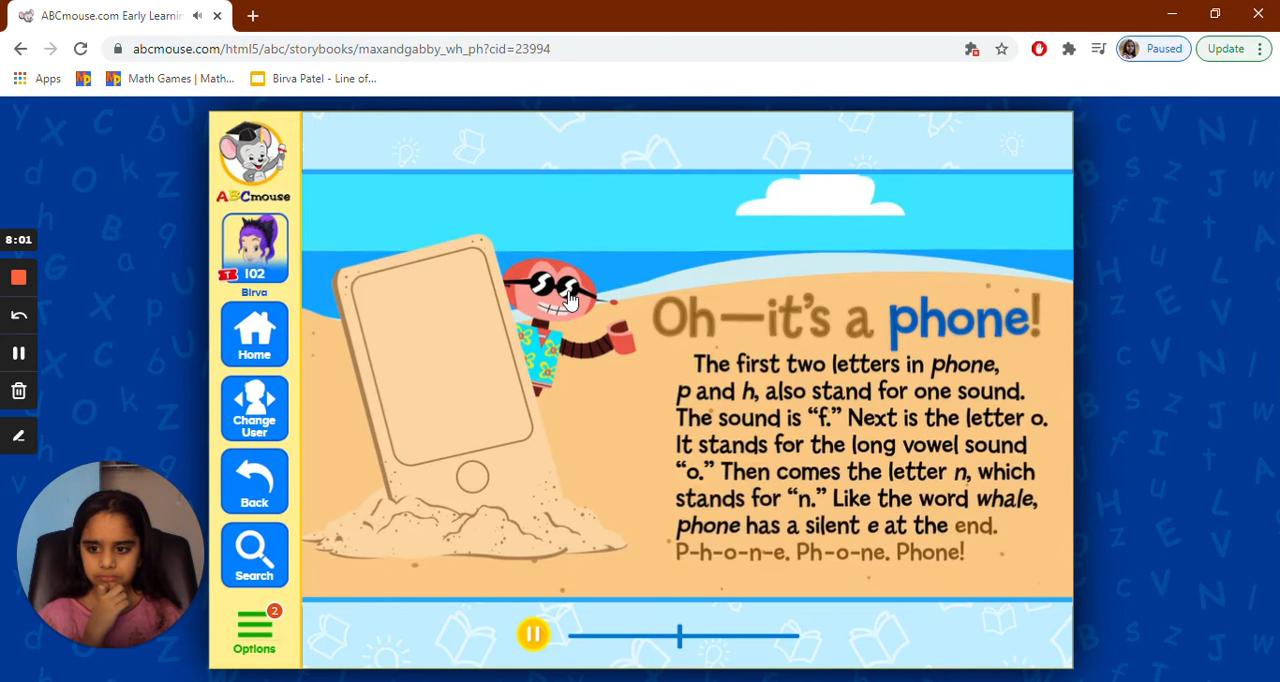 ABCmouse.com Early Learnin
abcmouse.com/html5/abc/storybooks/maxandgabby_wh_ph?cid=23994
Paused
Update
Apps
Math Games | Math...
Birva Patel - Line of...
8:01
ABCmouse
T
102
Birva
Home
Change
User
Back
Search
2
Options
Oh—it's a phone!
The first two letters in phone,
p and h, also stand for one sound.
The sound is “f.” Next is the letter o.
It stands for the long vowel sound
“o.” Then comes the letter n, which
stands for “n.” Like the word whale,
phone has a silent e at the end.
P-h-o-n-e. Ph-o-ne. Phone!